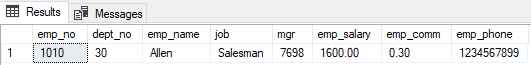 Results Messages
emp_no dept_no emp_name job mgr emp_salary emp_comm emp_phone
1 1010 30 Allen Salesman 7698 1600.00 0.30 1234567899